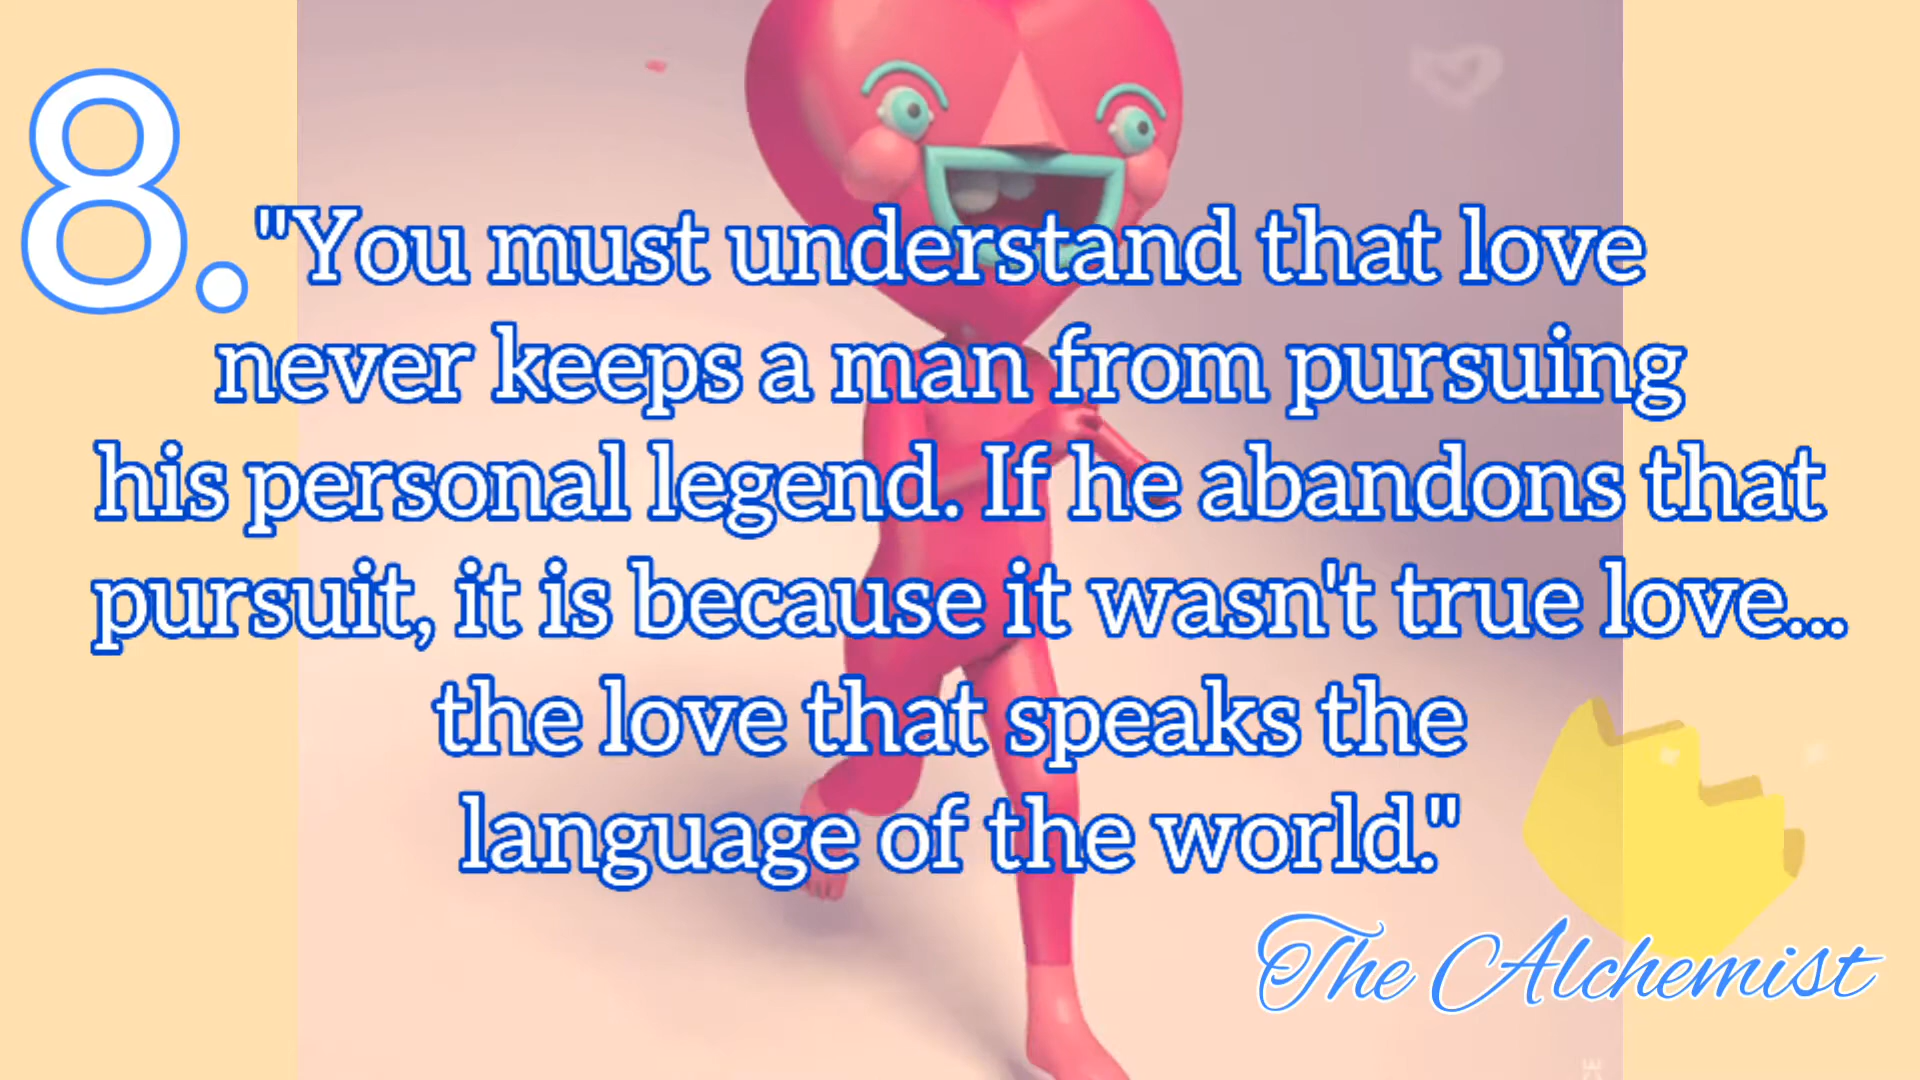 8.
"You must understand that love
never keeps a man from pursuing
his personal legend. If he abandons that
pursuit, it is because it wasn't true love...
the love that speaks the
language of the world."
The Alchemist